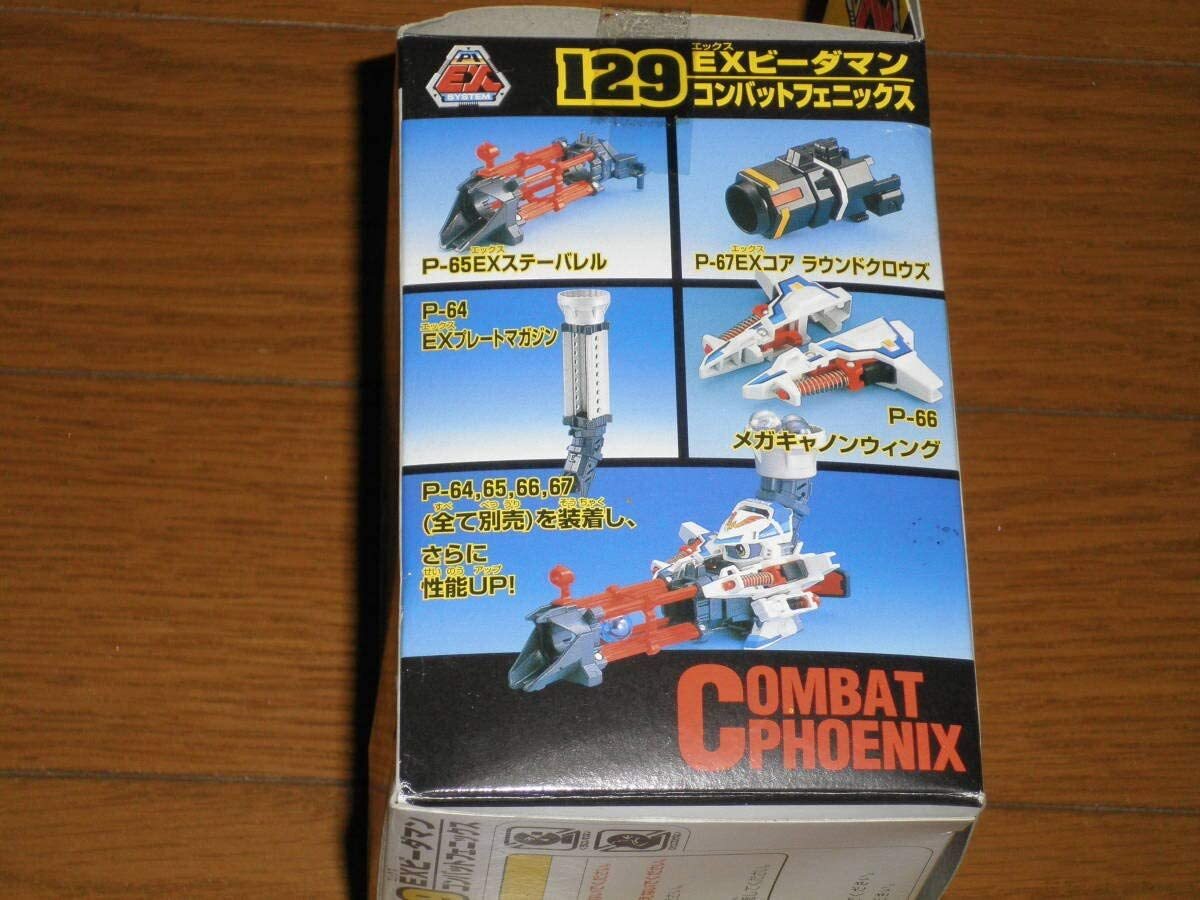 PI
EX
SYSTEM
129
エックス
EXビーダマン
コンバットフェニックス
エックス
P-65EXステーバレル
エックス
P-67EXコア ラウンドクロウズ
P-64
エックス
EXプレートマガジン
P-66
メガキャノンウィング
P-64,65,66,67
すべ べつ うり そう ちゃく
(全て別売)を装着し、
さらに
せい のう アップ
性能UP!
COMBAT
PHOENIX
EXビーダマン
コンバットフェニックス